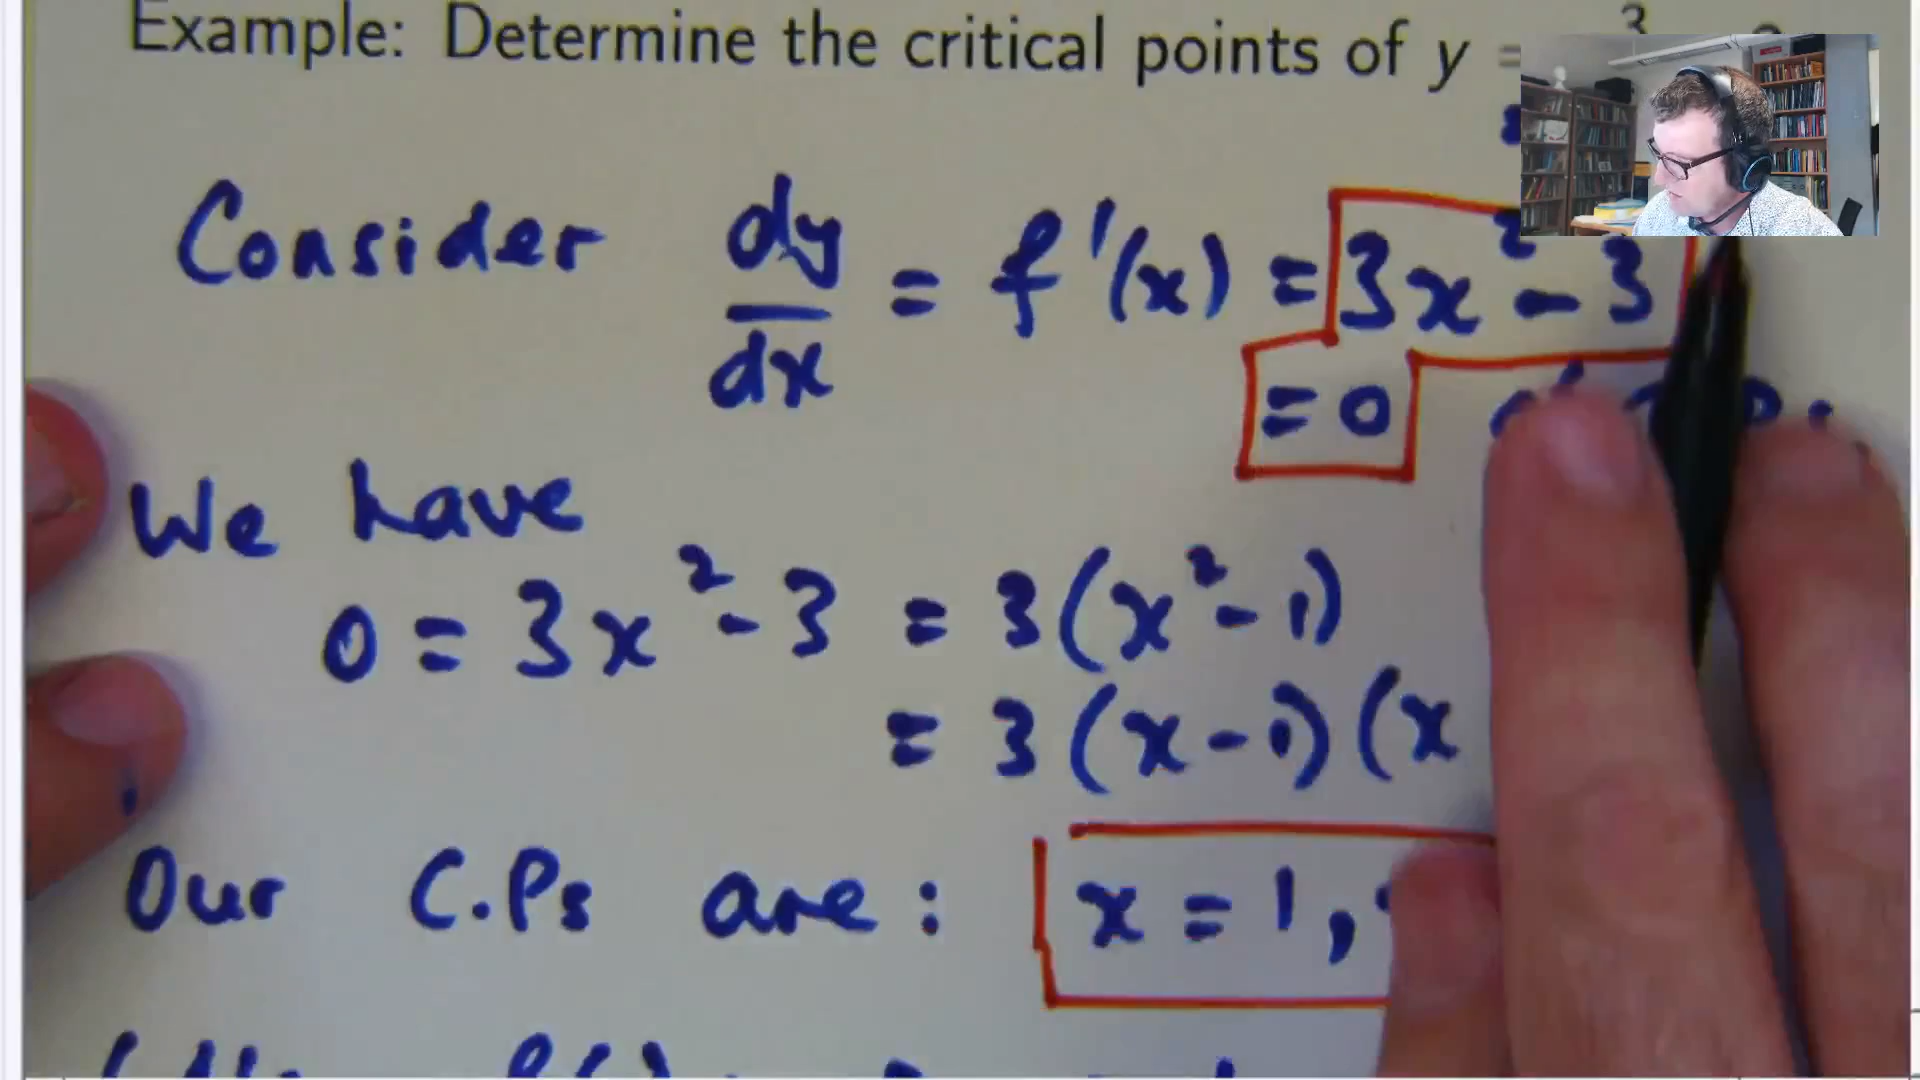 Example: Determine the critical points of y =
Consider dy/dx = f'(x) = 3x² - 3
= 0
We have
0 = 3x² - 3 = 3(x² - 1)
= 3(x - 1)(x
Our C.Ps are: x = 1,